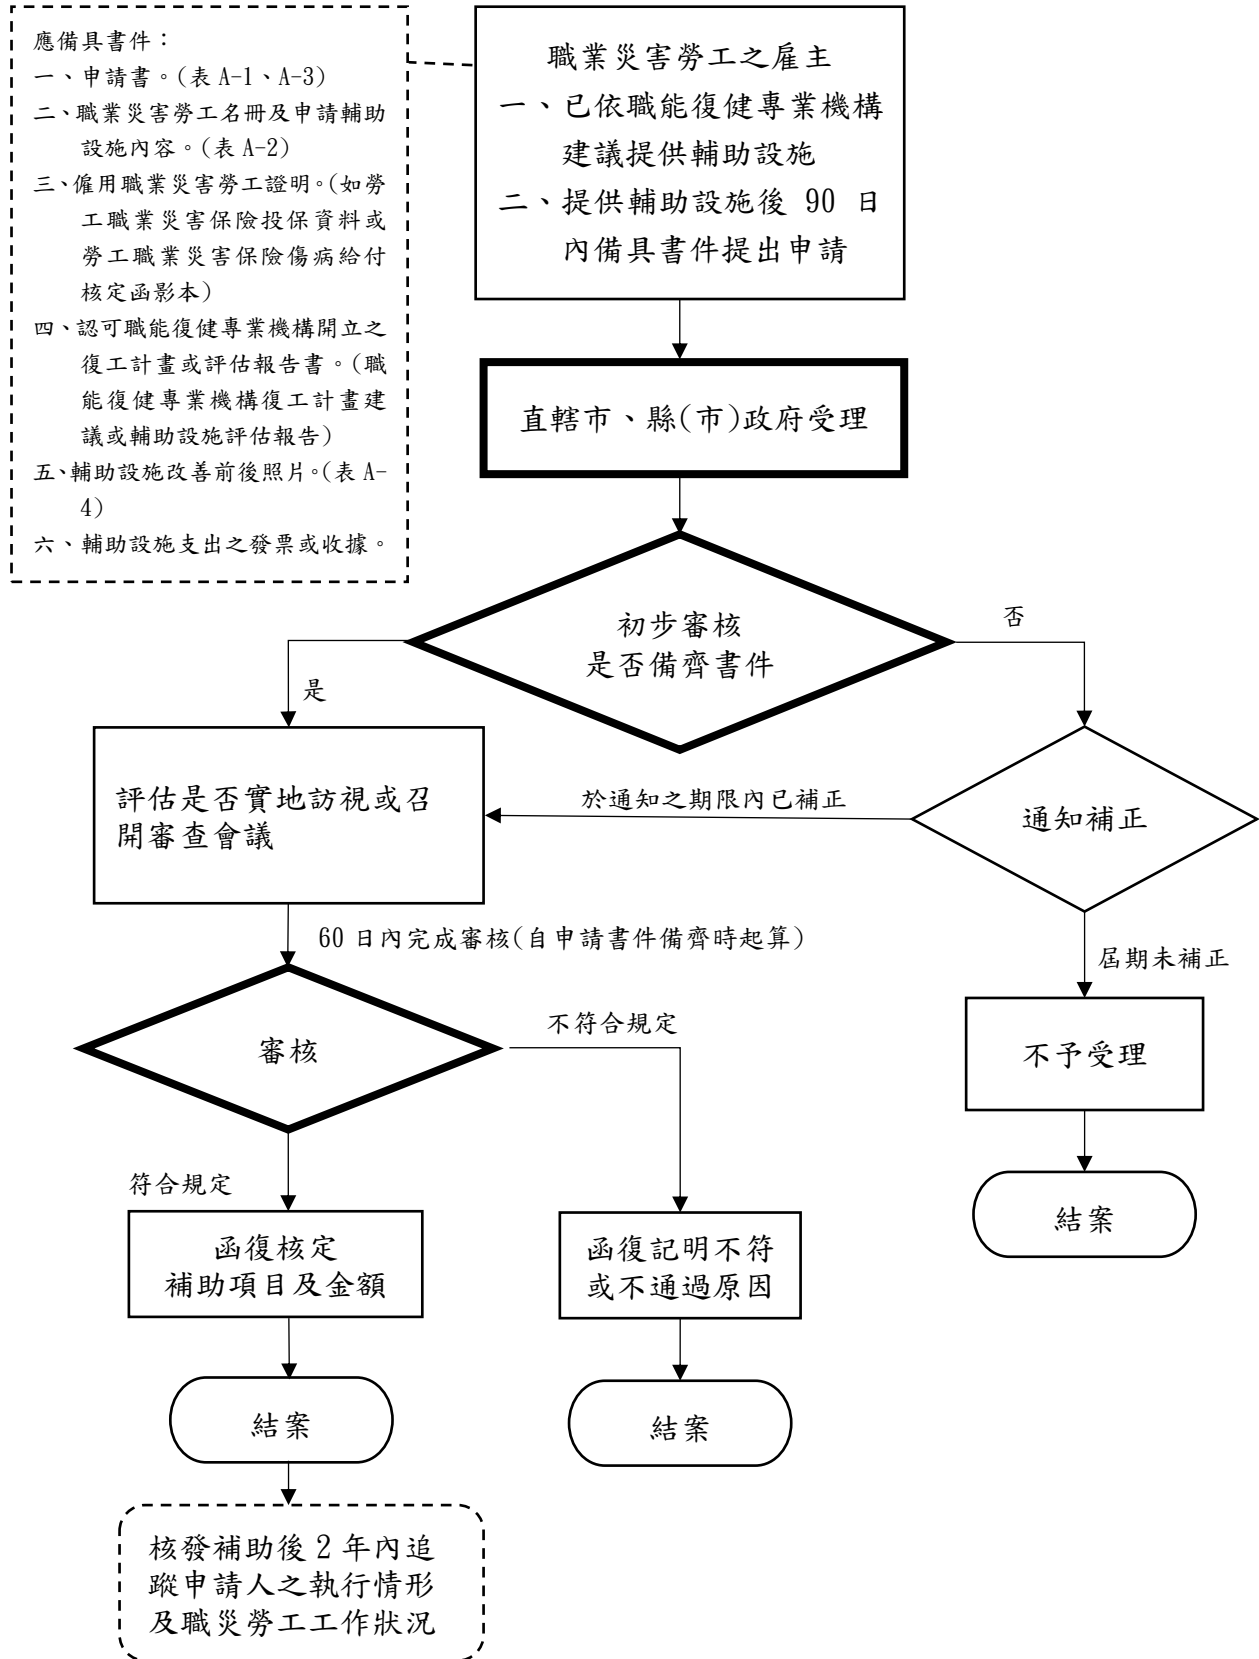 應備具書件：
一、申請書。(表 A-1、A-3)
二、職業災害勞工名冊及申請輔助
設施內容。(表 A-2)
三、僱用職業災害勞工證明。(如勞
工職業災害保險投保資料或
勞工職業災害保險傷病給付
核定函影本)
四、認可職能復健專業機構開立之
復工計畫或評估報告書。(職
能復健專業機構復工計畫建
議或輔助設施評估報告)
五、輔助設施改善前後照片。(表 A-
4)
六、輔助設施支出之發票或收據。
職業災害勞工之雇主
一、已依職能復健專業機構
建議提供輔助設施
二、提供輔助設施後 90 日
內備具書件提出申請
直轄市、縣(市)政府受理
初步審核
是否備齊書件
是
否
評估是否實地訪視或召
開審查會議
於通知之期限內已補正
通知補正
60 日內完成審核(自申請書件備齊時起算)
屆期未補正
審核
不符合規定
不予受理
符合規定
結案
函復核定
補助項目及金額
函復記明不符
或不通過原因
結案
結案
核發補助後 2 年內追
蹤申請人之執行情形
及職災勞工工作狀況